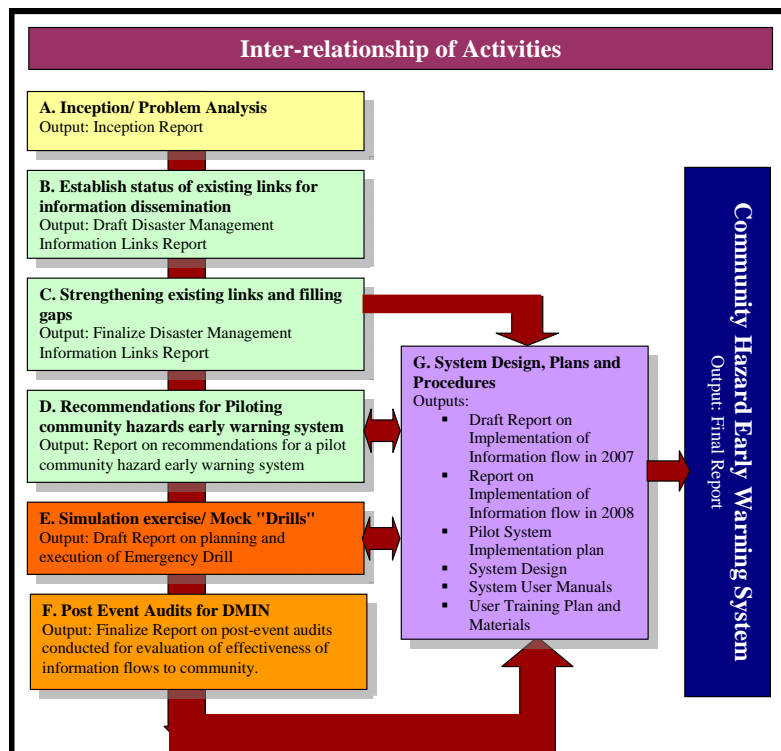 Inter-relationship of Activities
A. Inception/ Problem Analysis
Output: Inception Report
B. Establish status of existing links for
information dissemination
Output: Draft Disaster Management
Information Links Report
C. Strengthening existing links and filling
gaps
Output: Finalize Disaster Management
Information Links Report
D. Recommendations for Piloting
community hazards early warning system
Output: Report on recommendations for a pilot
community hazard early warning system
E. Simulation exercise/ Mock "Drills"
Output: Draft Report on planning and
execution of Emergency Drill
F. Post Event Audits for DMIN
Output: Finalize Report on post-event audits
conducted for evaluation of effectiveness of
information flows to community.
G. System Design, Plans and
Procedures
Outputs:
▪ Draft Report on
Implementation of
Information flow in 2007
▪ Report on
Implementation of
Information flow in 2008
▪ Pilot System
Implementation plan
▪ System Design
▪ System User Manuals
▪ User Training Plan and
Materials
Community Hazard Early Warning System
Output: Final Report